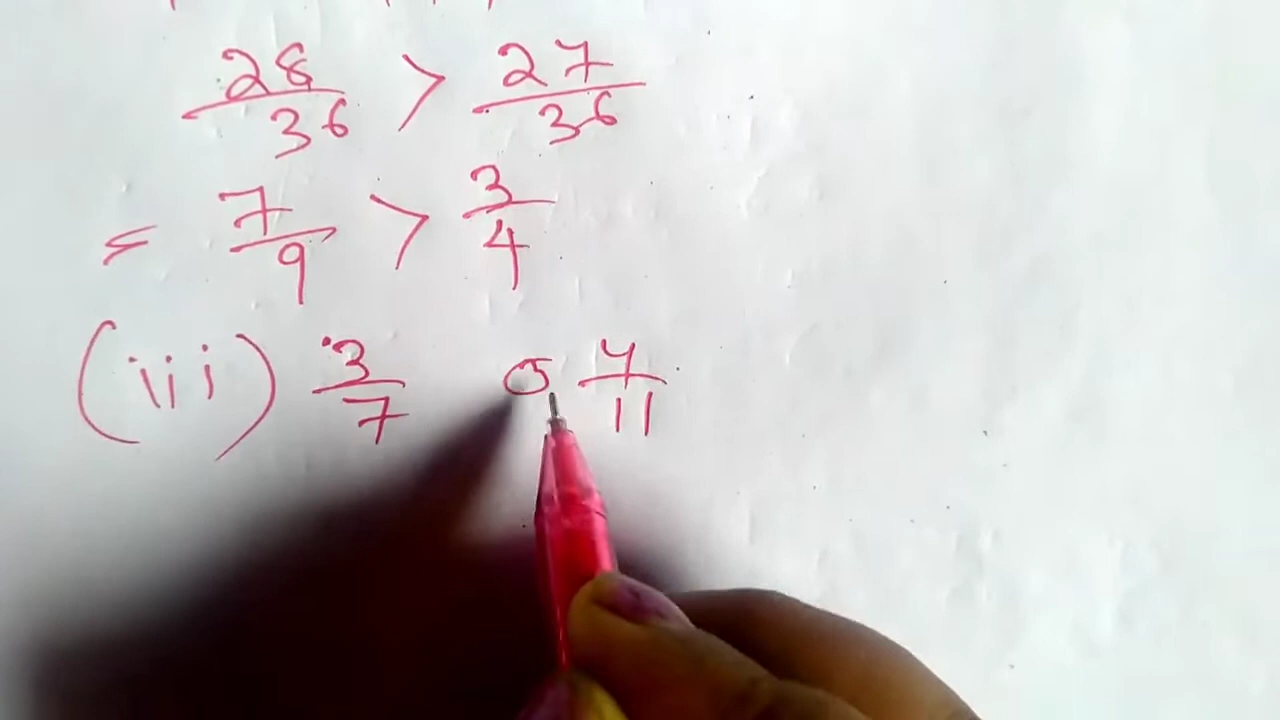 28/36 > 27/36
= 7/9 > 3/4
(iii) 3/7 4/11